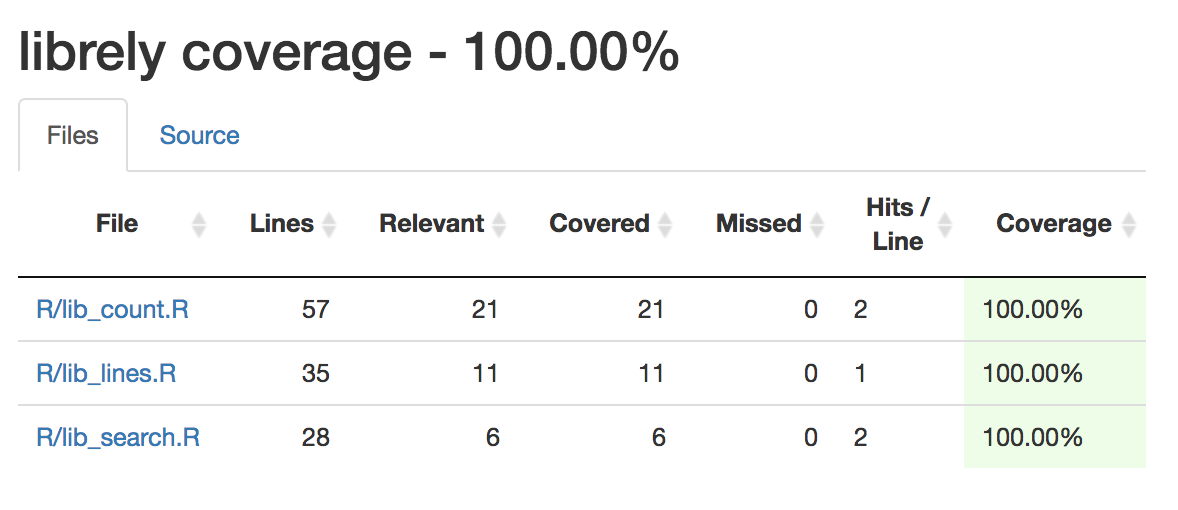 librely coverage - 100.00%
Files Source
File Lines Relevant Covered Missed Hits / Line Coverage
R/lib_count.R 57 21 21 0 2 100.00%
R/lib_lines.R 35 11 11 0 1 100.00%
R/lib_search.R 28 6 6 0 2 100.00%